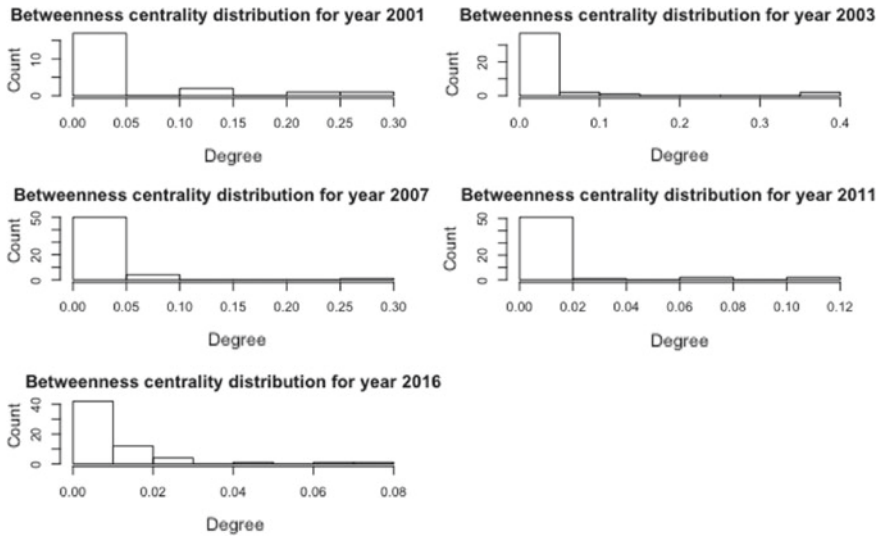 Betweenness centrality distribution for year 2001
Count
0 10
0.00 0.05 0.10 0.15 0.20 0.25 0.30
Degree
Betweenness centrality distribution for year 2003
Count
0 20
0.0 0.1 0.2 0.3 0.4
Degree
Betweenness centrality distribution for year 2007
Count
0 20 50
0.00 0.05 0.10 0.15 0.20 0.25 0.30
Degree
Betweenness centrality distribution for year 2011
Count
0 20 50
0.00 0.02 0.04 0.06 0.08 0.10 0.12
Degree
Betweenness centrality distribution for year 2016
Count
0 20 40
0.00 0.02 0.04 0.06 0.08
Degree